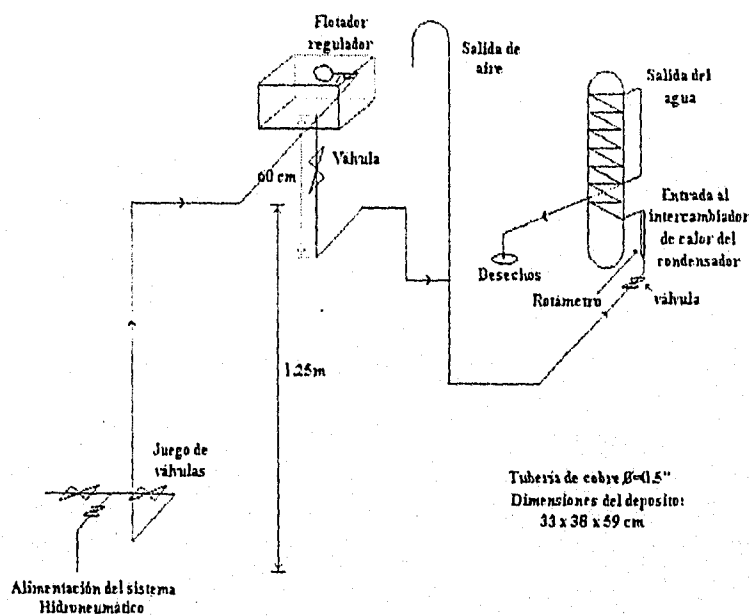 Flotador
regulador
Salida de
aire
Salida del
agua
Válvula
60 cm
Entrada al
intercambiador
de calor del
condensador
Desechos
Rotámetro
válvula
1.25m
Juego de
válvulas
Tubería de cobre Ø=0.5"
Dimensiones del deposito:
33 x 38 x 59 cm
Alimentación del sistema
Hidroneumático